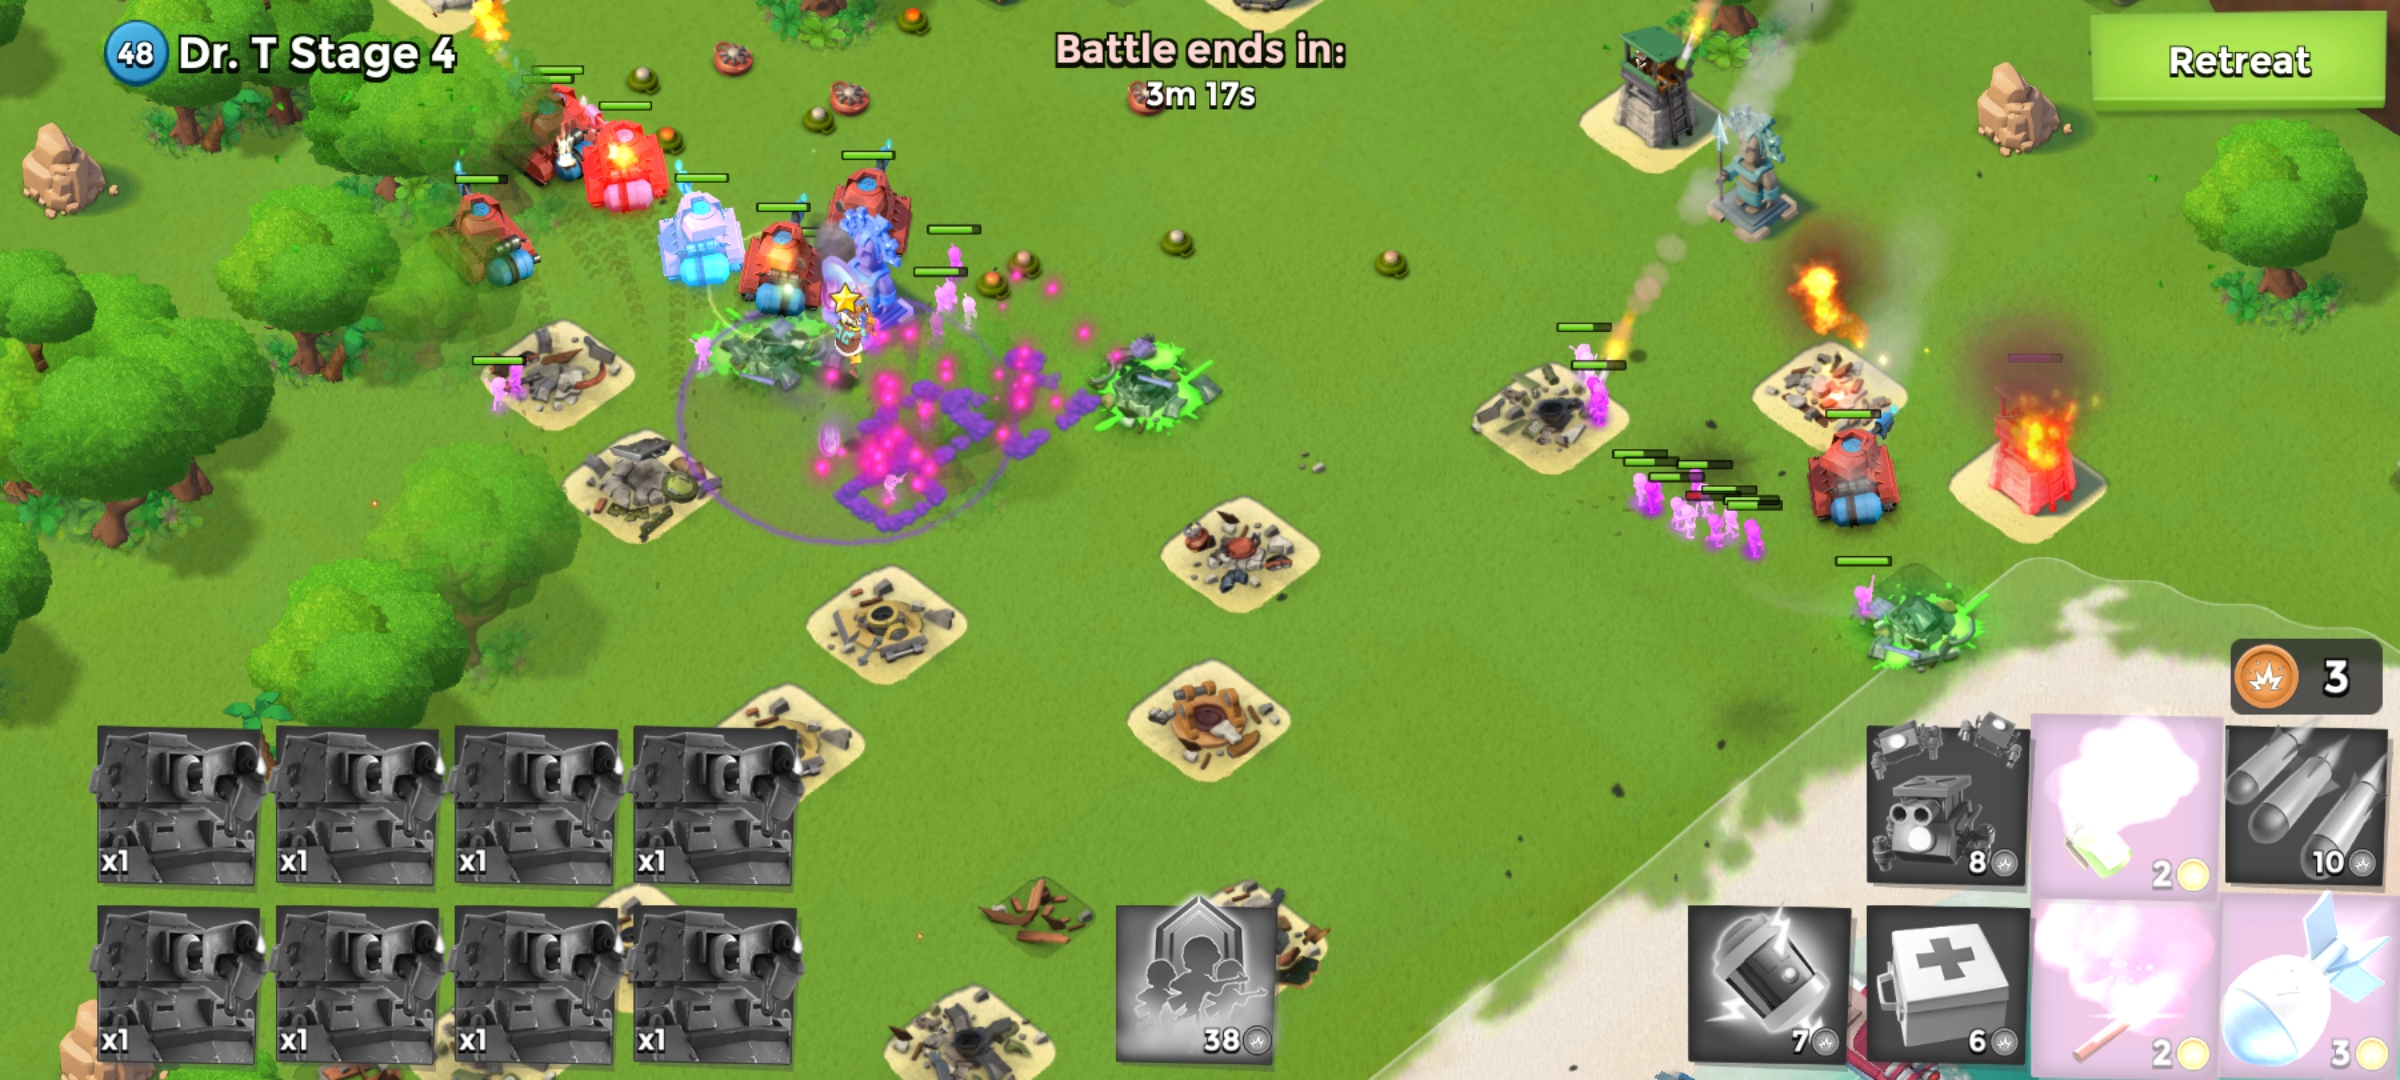 48 Dr. T Stage 4
Battle ends in:
3m 17s
Retreat
3
x1 x1 x1 x1
8 2 10
x1 x1 x1 x1
38
7 6 2 3